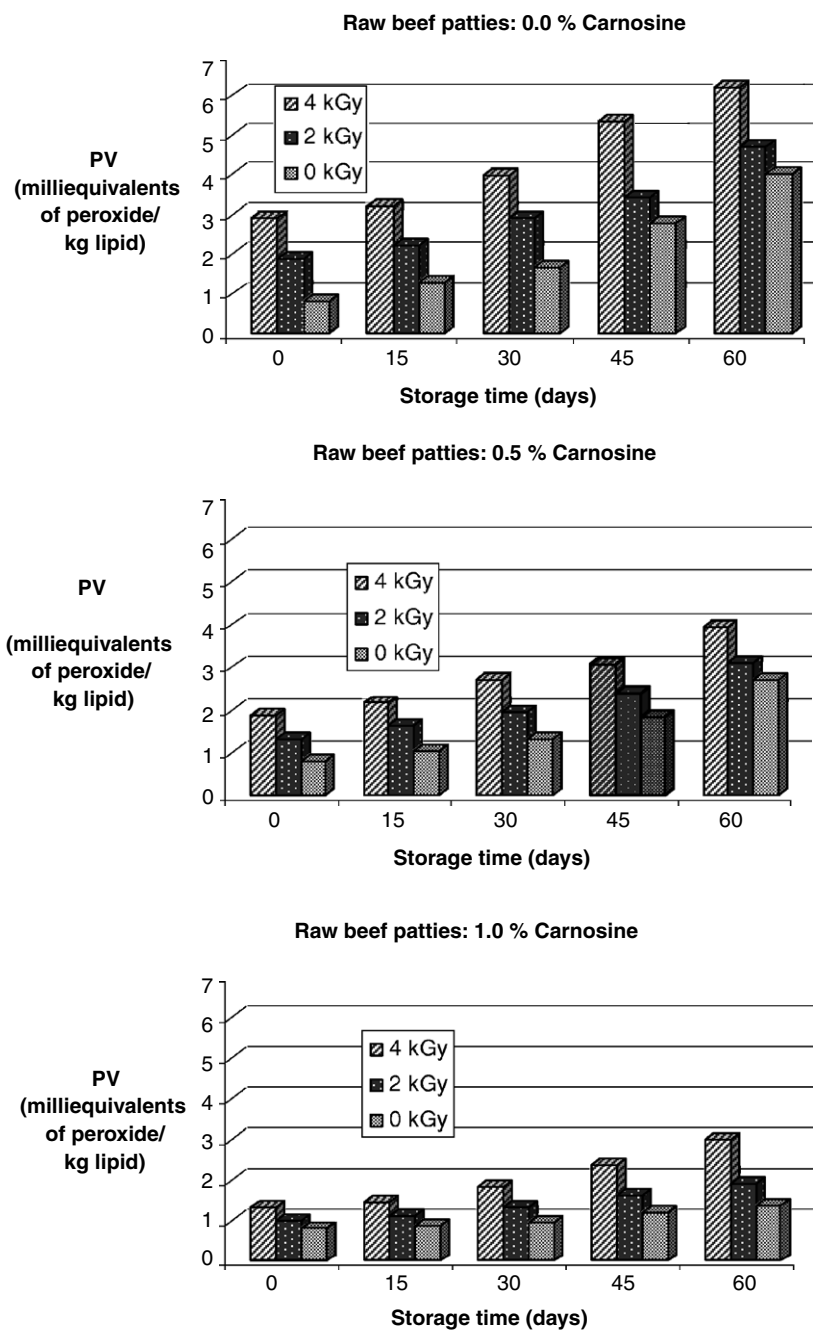 Raw beef patties: 0.0 % Carnosine
7
6
5
4
3
2
1
0
PV
(milliequivalents
of peroxide/
kg lipid)
4 kGy
2 kGy
0 kGy
0 15 30 45 60
Storage time (days)
Raw beef patties: 0.5 % Carnosine
7
6
5
4
3
2
1
0
PV
(milliequivalents
of peroxide/
kg lipid)
4 kGy
2 kGy
0 kGy
0 15 30 45 60
Storage time (days)
Raw beef patties: 1.0 % Carnosine
7
6
5
4
3
2
1
0
PV
(milliequivalents
of peroxide/
kg lipid)
4 kGy
2 kGy
0 kGy
0 15 30 45 60
Storage time (days)